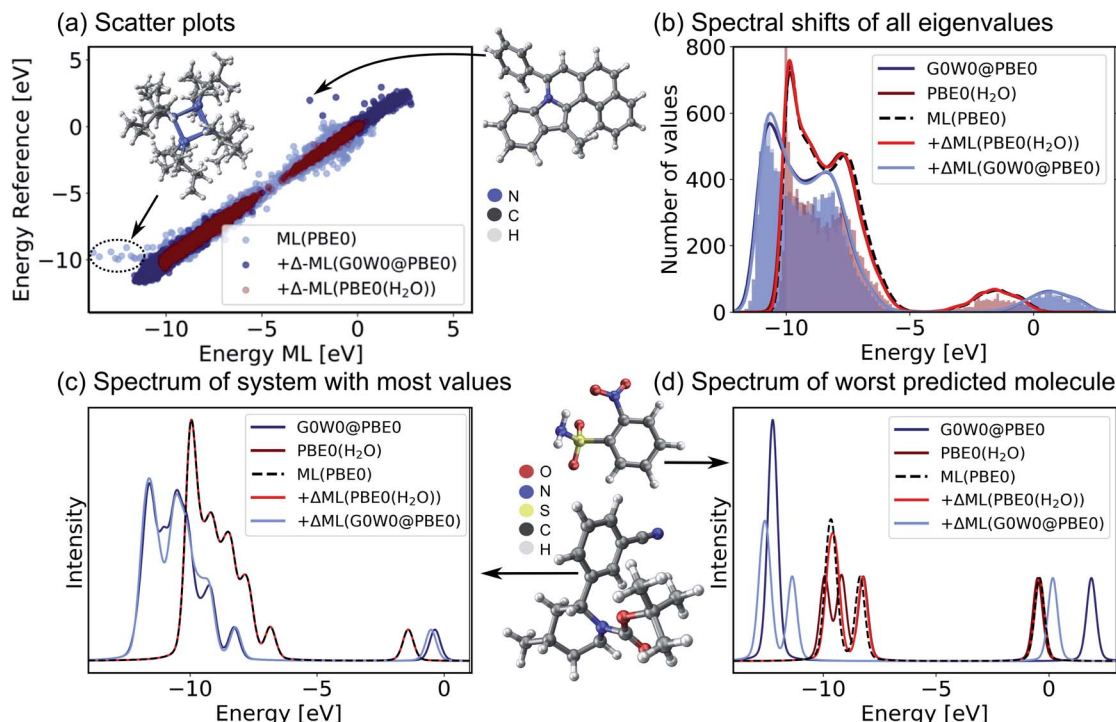 (a) Scatter plots
Energy Reference [eV]
5
0
−5
−10
ML(PBE0)
+Δ-ML(G0W0@PBE0)
+Δ-ML(PBE0(H₂O))
−10
−5
0
5
Energy ML [eV]
N
C
H
(b) Spectral shifts of all eigenvalues
Number of values
800
600
400
200
0
G0W0@PBE0
PBE0(H₂O)
ML(PBE0)
+ΔML(PBE0(H₂O))
+ΔML(G0W0@PBE0)
−10
−5
0
Energy [eV]
(c) Spectrum of system with most values
Intensity
G0W0@PBE0
PBE0(H₂O)
ML(PBE0)
+ΔML(PBE0(H₂O))
+ΔML(G0W0@PBE0)
−10
−5
0
Energy [eV]
O
N
S
C
H
(d) Spectrum of worst predicted molecule
Intensity
G0W0@PBE0
PBE0(H₂O)
ML(PBE0)
+ΔML(PBE0(H₂O))
+ΔML(G0W0@PBE0)
−10
−5
0
Energy [eV]